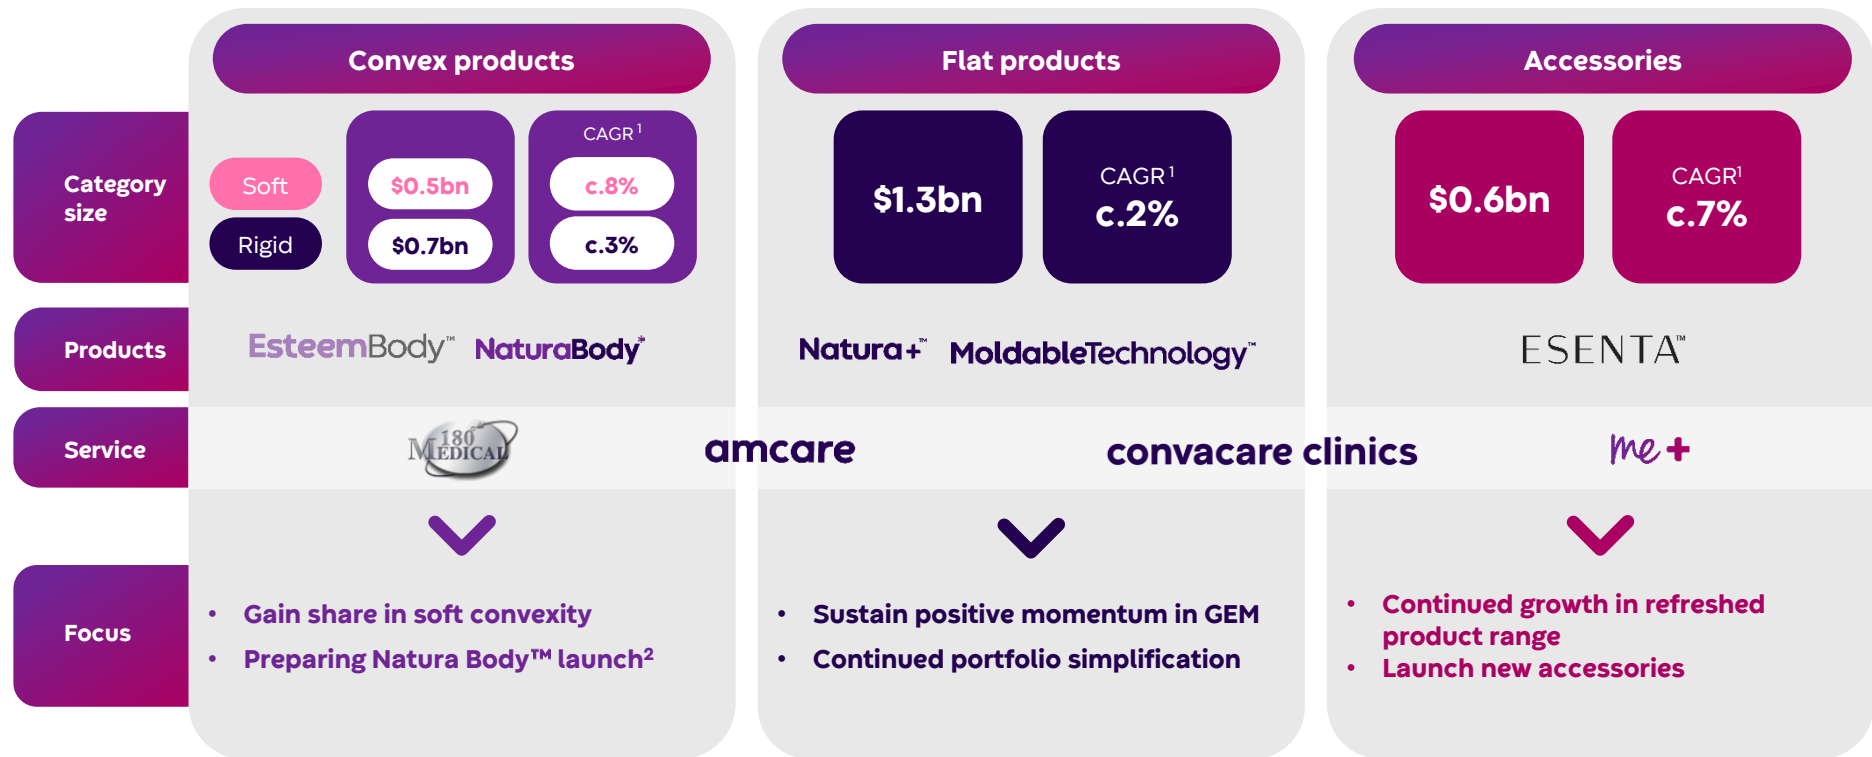 Convex products
Flat products
Accessories
Category
size
Soft
Rigid
$0.5bn
$0.7bn
CAGR¹
c.8%
c.3%
$1.3bn
CAGR¹
c.2%
$0.6bn
CAGR¹
c.7%
Products
EsteemBody™
NaturaBody*
Natura+™
MoldableTechnology™
ESENTA™
Service
180°
MEDICAL
amcare
convacare clinics
me+
Focus
• Gain share in soft convexity
• Preparing Natura Body™ launch²
• Sustain positive momentum in GEM
• Continued portfolio simplification
• Continued growth in refreshed
product range
• Launch new accessories